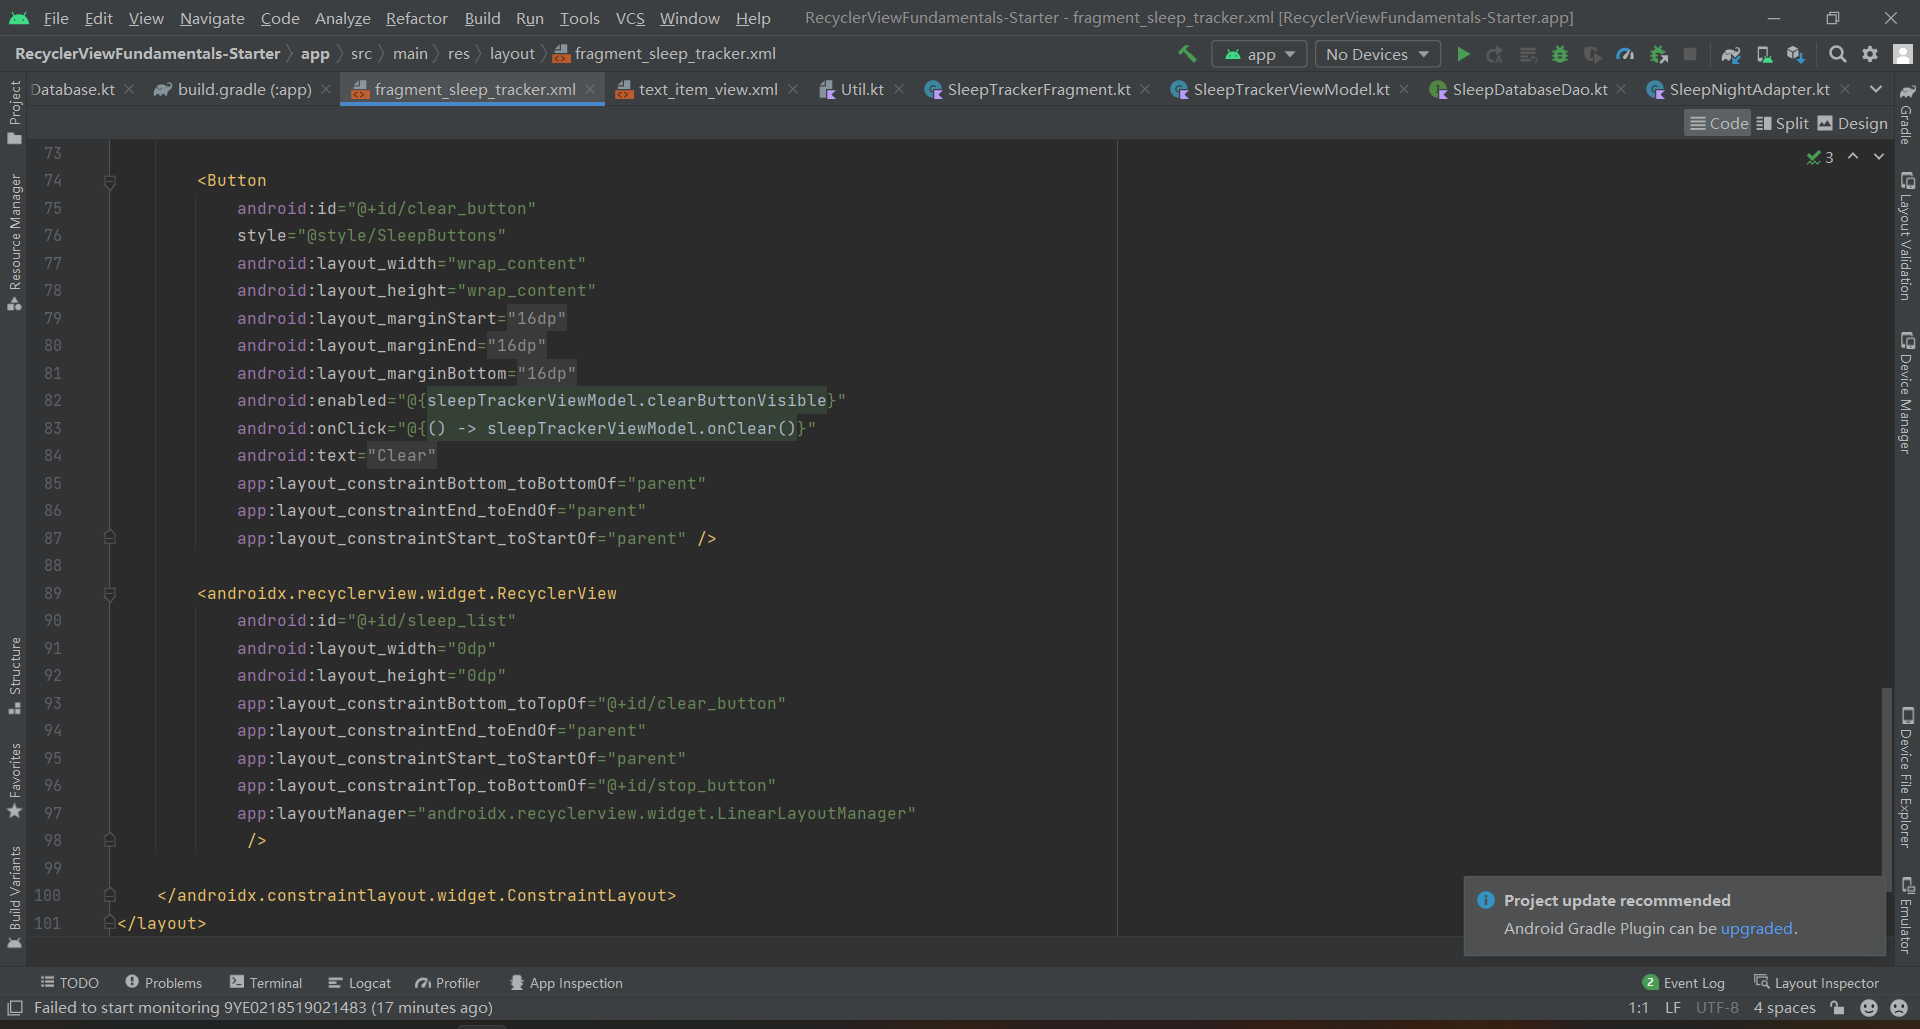 File Edit View Navigate Code Analyze Refactor Build Run Tools VCS Window Help RecyclerViewFundamentals-Starter - fragment_sleep_tracker.xml [RecyclerViewFundamentals-Starter.app]
RecyclerViewFundamentals-Starter app src main res layout fragment_sleep_tracker.xml app No Devices
Database.kt build.gradle (:app) fragment_sleep_tracker.xml text_item_view.xml Util.kt SleepTrackerFragment.kt SleepTrackerViewModel.kt SleepDatabaseDao.kt SleepNightAdapter.kt
Code Split Design
3
Project
Resource Manager
Structure
Favorites
Build Variants
73
74 <Button
75 android:id="@+id/clear_button"
76 style="@style/SleepButtons"
77 android:layout_width="wrap_content"
78 android:layout_height="wrap_content"
79 android:layout_marginStart="16dp"
80 android:layout_marginEnd="16dp"
81 android:layout_marginBottom="16dp"
82 android:enabled="@{sleepTrackerViewModel.clearButtonVisible}"
83 android:onClick="@{() -> sleepTrackerViewModel.onClear()}"
84 android:text="Clear"
85 app:layout_constraintBottom_toBottomOf="parent"
86 app:layout_constraintEnd_toEndOf="parent"
87 app:layout_constraintStart_toStartOf="parent" />
88
89 <androidx.recyclerview.widget.RecyclerView
90 android:id="@+id/sleep_list"
91 android:layout_width="0dp"
92 android:layout_height="0dp"
93 app:layout_constraintBottom_toTopOf="@+id/clear_button"
94 app:layout_constraintEnd_toEndOf="parent"
95 app:layout_constraintStart_toStartOf="parent"
96 app:layout_constraintTop_toBottomOf="@+id/stop_button"
97 app:layoutManager="androidx.recyclerview.widget.LinearLayoutManager"
98 />
99
100 </androidx.constraintlayout.widget.ConstraintLayout>
101 </layout>
Gradle
Layout Validation
Device Manager
Device File Explorer
Emulator
Project update recommended
Android Gradle Plugin can be upgraded.
TODO Problems Terminal Logcat Profiler App Inspection 2 Event Log Layout Inspector
Failed to start monitoring 9YE0218519021483 (17 minutes ago) 1:1 LF UTF-8 4 spaces